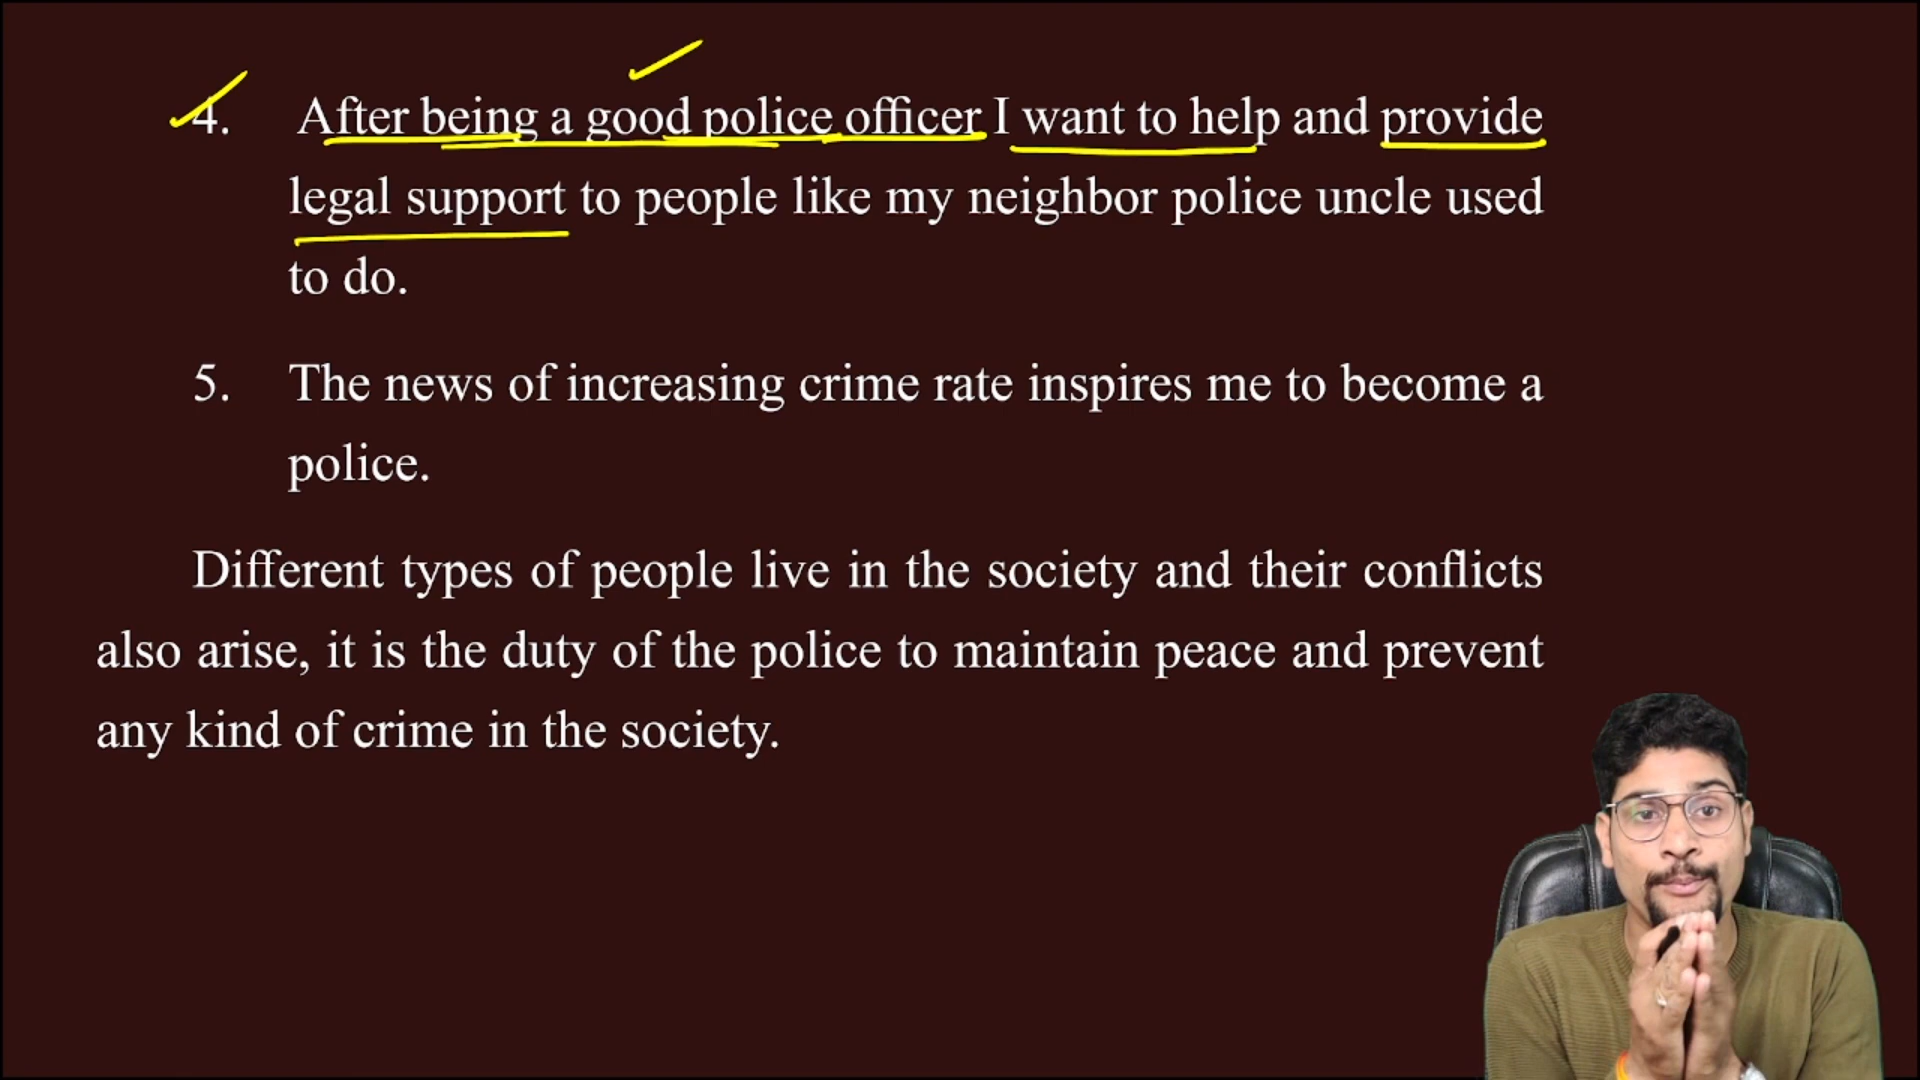 4. After being a good police officer I want to help and provide
legal support to people like my neighbor police uncle used
to do.
5. The news of increasing crime rate inspires me to become a
police.
Different types of people live in the society and their conflicts
also arise, it is the duty of the police to maintain peace and prevent
any kind of crime in the society.